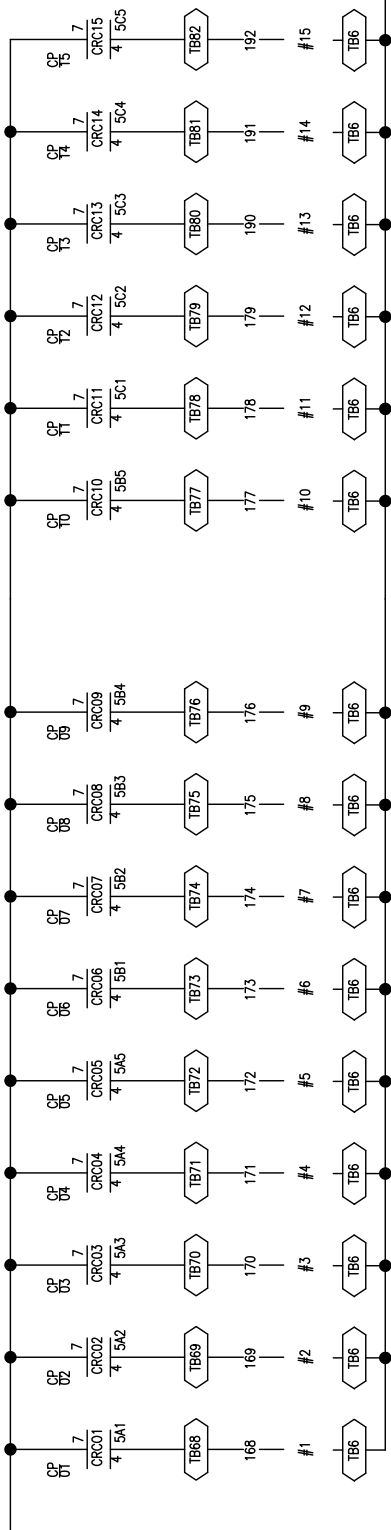 CP CP CP CP CP CP CP CP CP CP CP CP CP CP CP
01 02 03 04 05 06 07 08 09 10 11 12 13 14 15
7 7 7 7 7 7 7 7 7 7 7 7 7 7 7
CRC01 CRC02 CRC03 CRC04 CRC05 CRC06 CRC07 CRC08 CRC09 CRC10 CRC11 CRC12 CRC13 CRC14 CRC15
4 5A1 4 5A2 4 5A3 4 5A4 4 5A5 4 5B1 4 5B2 4 5B3 4 5B4 4 5B5 4 5C1 4 5C2 4 5C3 4 5C4 4 5C5
TB68 TB69 TB70 TB71 TB72 TB73 TB74 TB75 TB76 TB77 TB78 TB79 TB80 TB81 TB82
168 169 170 171 172 173 174 175 176 177 178 179 190 191 192
#1 #2 #3 #4 #5 #6 #7 #8 #9 #10 #11 #12 #13 #14 #15
TB6 TB6 TB6 TB6 TB6 TB6 TB6 TB6 TB6 TB6 TB6 TB6 TB6 TB6 TB6